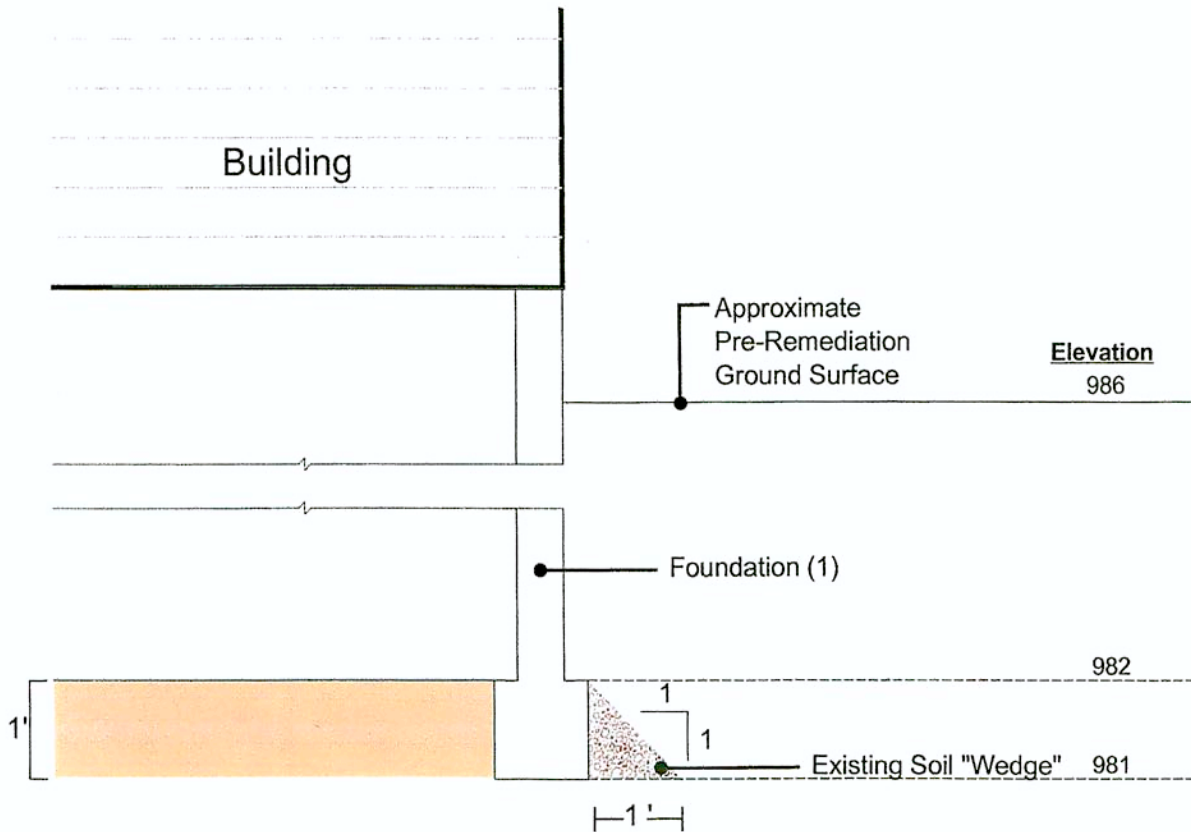 Building
Approximate
Pre-Remediation
Ground Surface
Elevation
986
Foundation (1)
982
1
1
1'
Existing Soil "Wedge"
981
1'